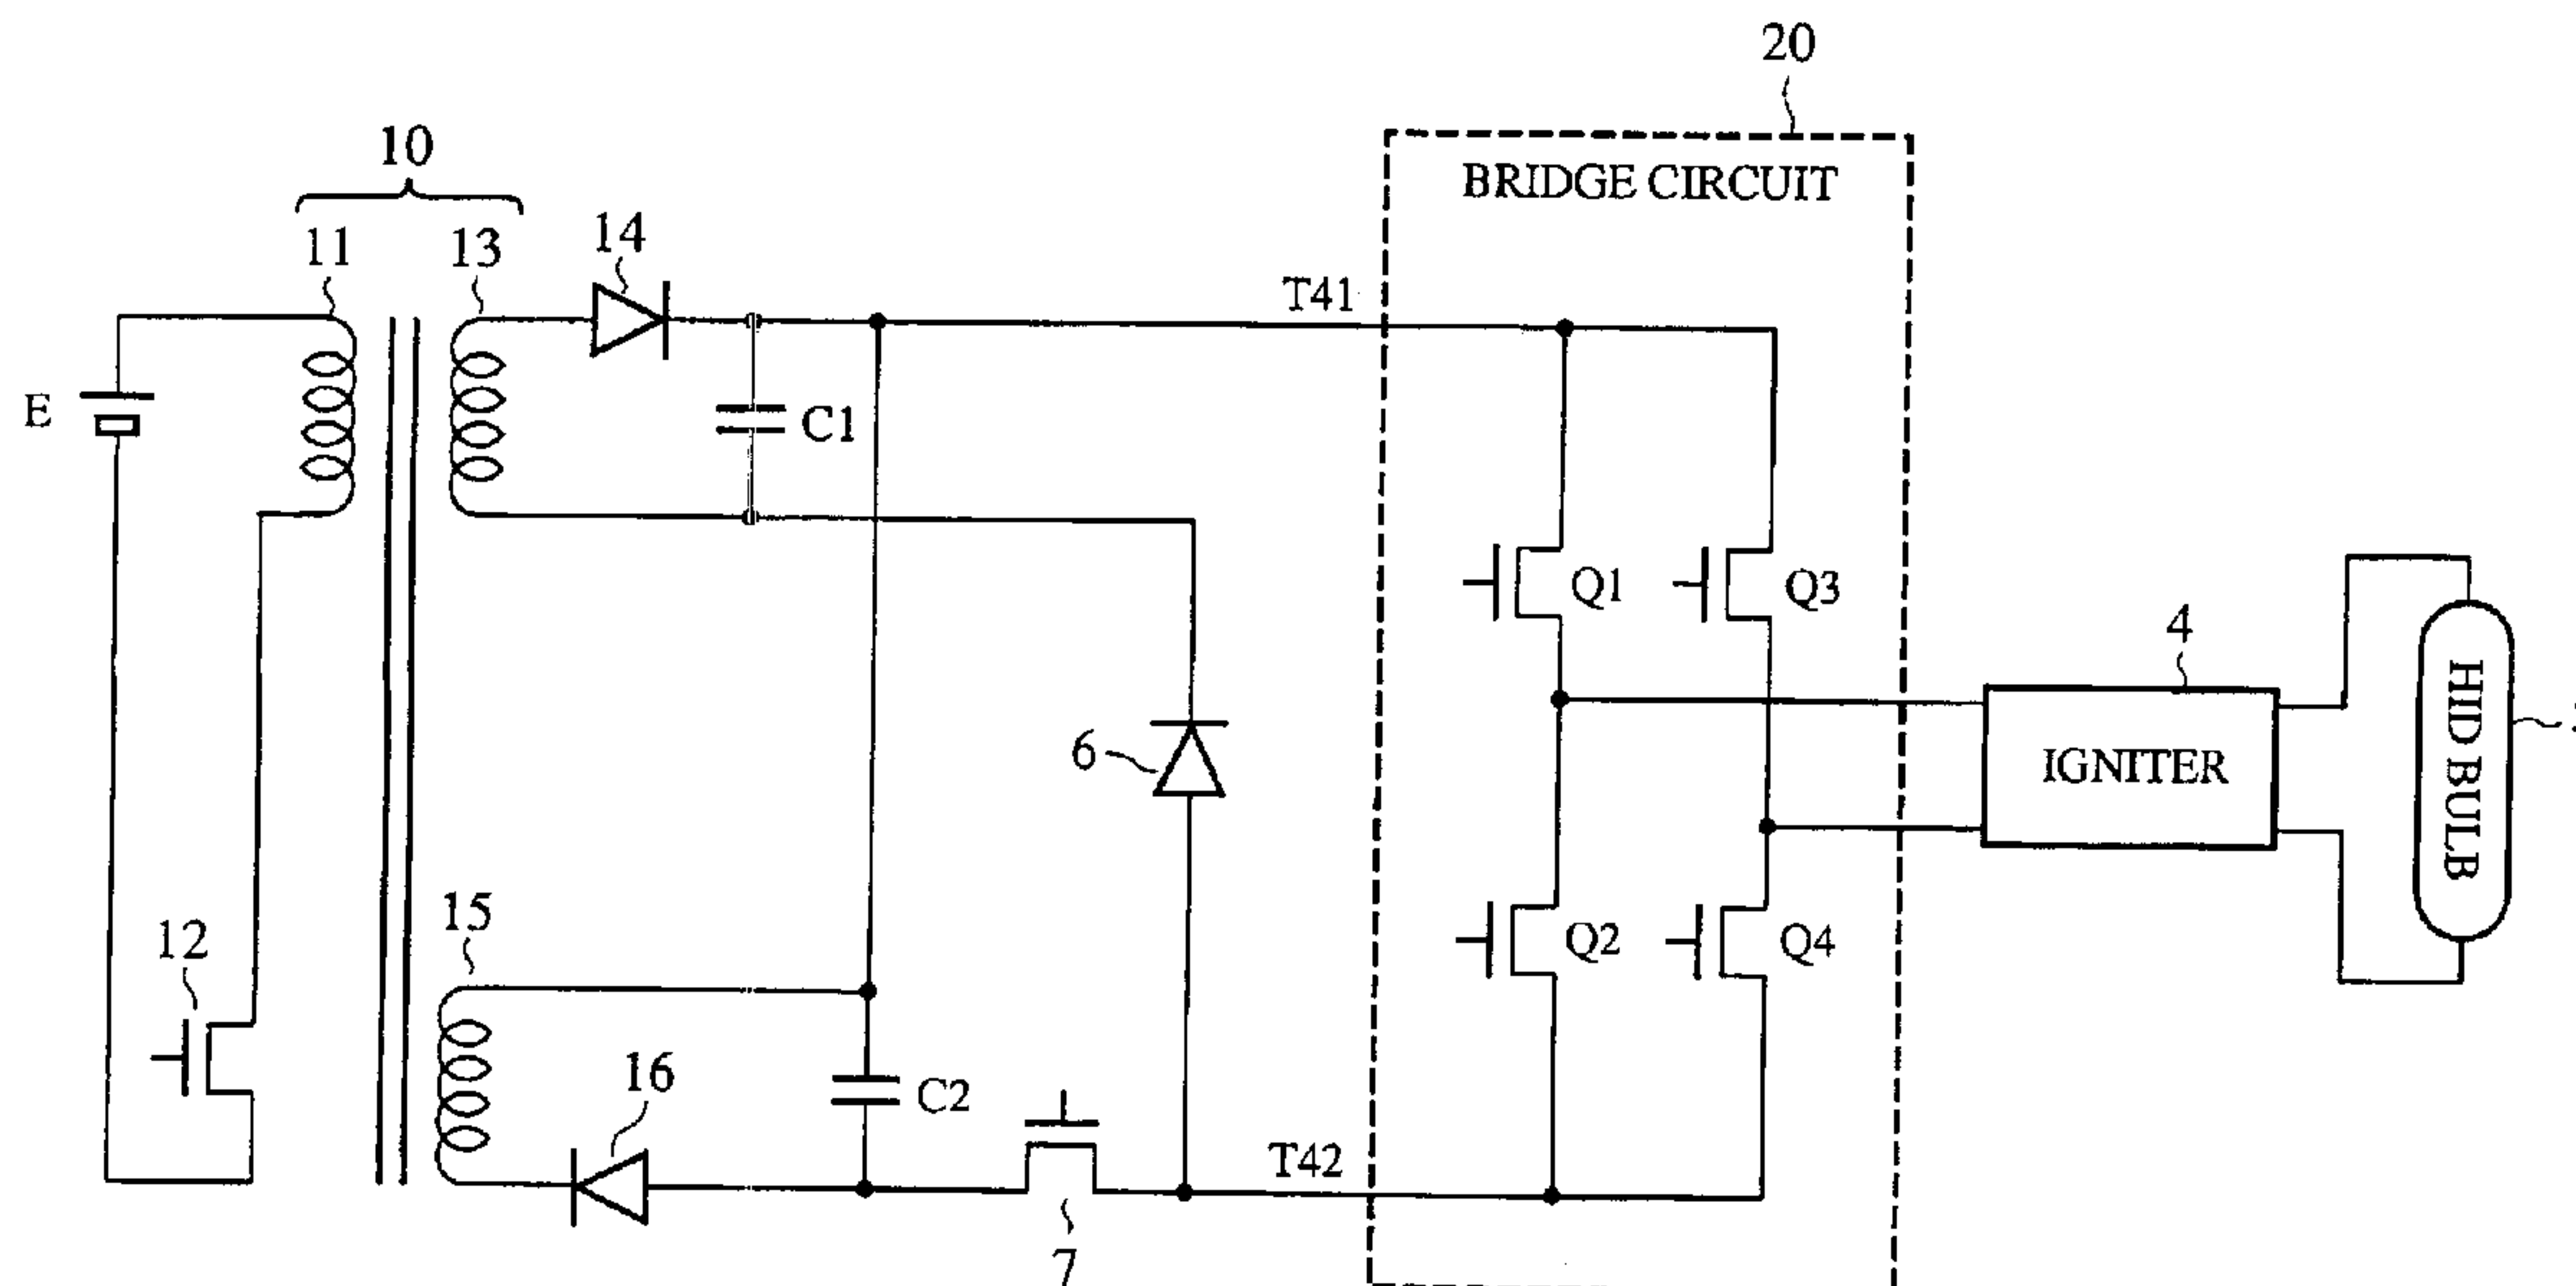 20
10
BRIDGE CIRCUIT
11
13
14
T41
E
C1
Q1
Q3
4
HID BULB
6
IGNITER
15
12
16
C2
Q2
Q4
T42
7